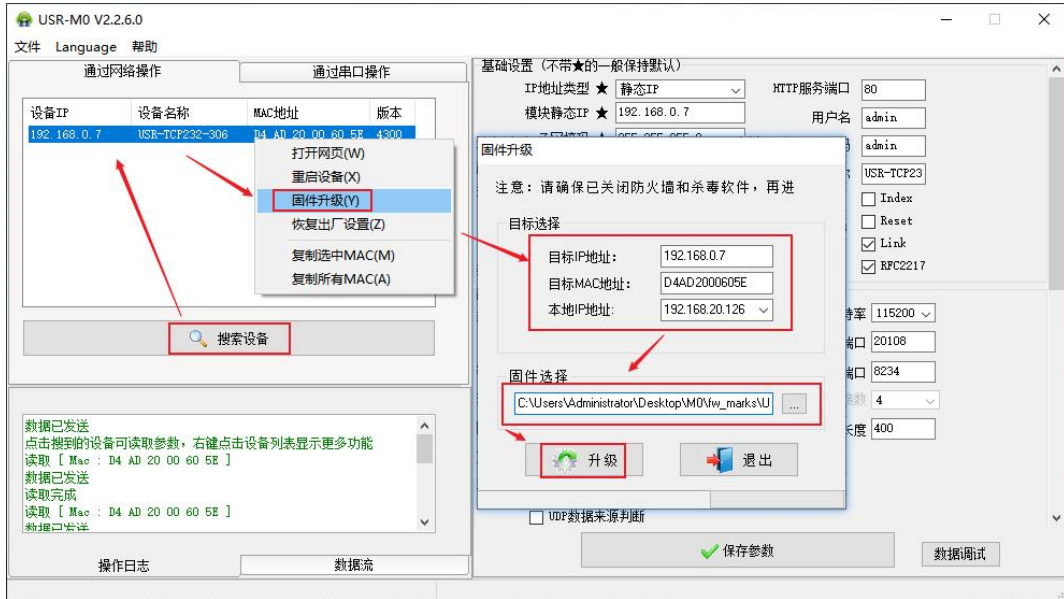 USR-M0 V2.2.6.0
文件 Language 帮助
通过网络操作 通过串口操作
设备IP 设备名称 MAC地址 版本
192.168.0.7 USR-TCP232-306 D4 AD 20 00 60 5E 4300
打开网页(W)
重启设备(X)
固件升级(Y)
恢复出厂设置(Z)
复制选中MAC(M)
复制所有MAC(A)
搜索设备
数据已发送
点击搜到的设备可读取参数，右键点击设备列表显示更多功能
读取 [ Mac : D4 AD 20 00 60 5E ]
数据已发送
读取完成
读取 [ Mac : D4 AD 20 00 60 5E ]
数据已发送
操作日志 数据流
基础设置（不带★的一般保持默认）
IP地址类型 ★ 静态IP HTTP服务端口 80
模块静态IP ★ 192.168.0.7 用户名 admin
admin
USR-TCP23
Index
Reset
Link
RFC2217
固件升级
注意：请确保已关闭防火墙和杀毒软件，再进
目标选择
目标IP地址： 192.168.0.7
目标MAC地址： D4AD2000605E
本地IP地址: 192.168.20.126
固件选择
C:\Users\Administrator\Desktop\M0\fw_marks\U ...
升级 退出
率 115200
口 20108
口 8234
数 4
长度 400
UDP数据来源判断
保存参数 数据调试